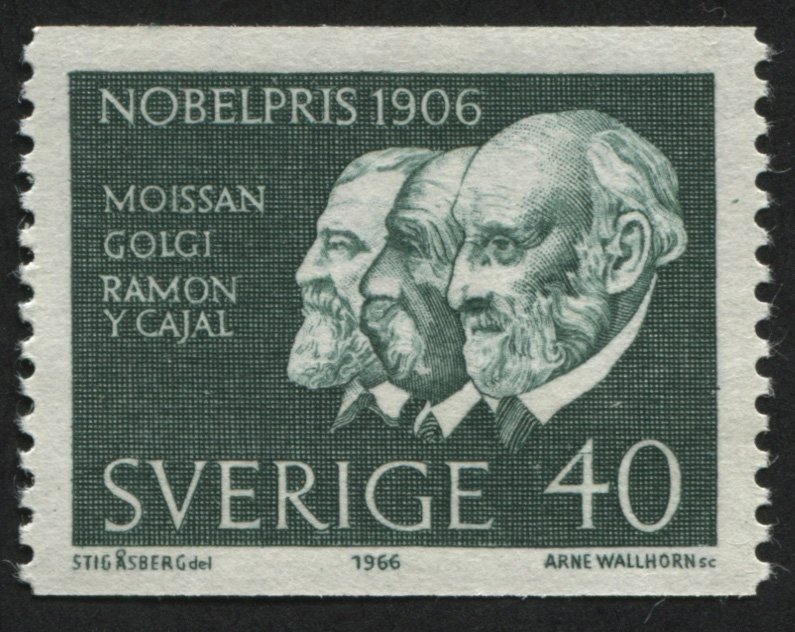 NOBELPRIS 1906
MOISSAN
GOLGI
RAMON
Y CAJAL
SVERIGE 40
STIG ÅSBERG del 1966 ARNE WALLHORN sc